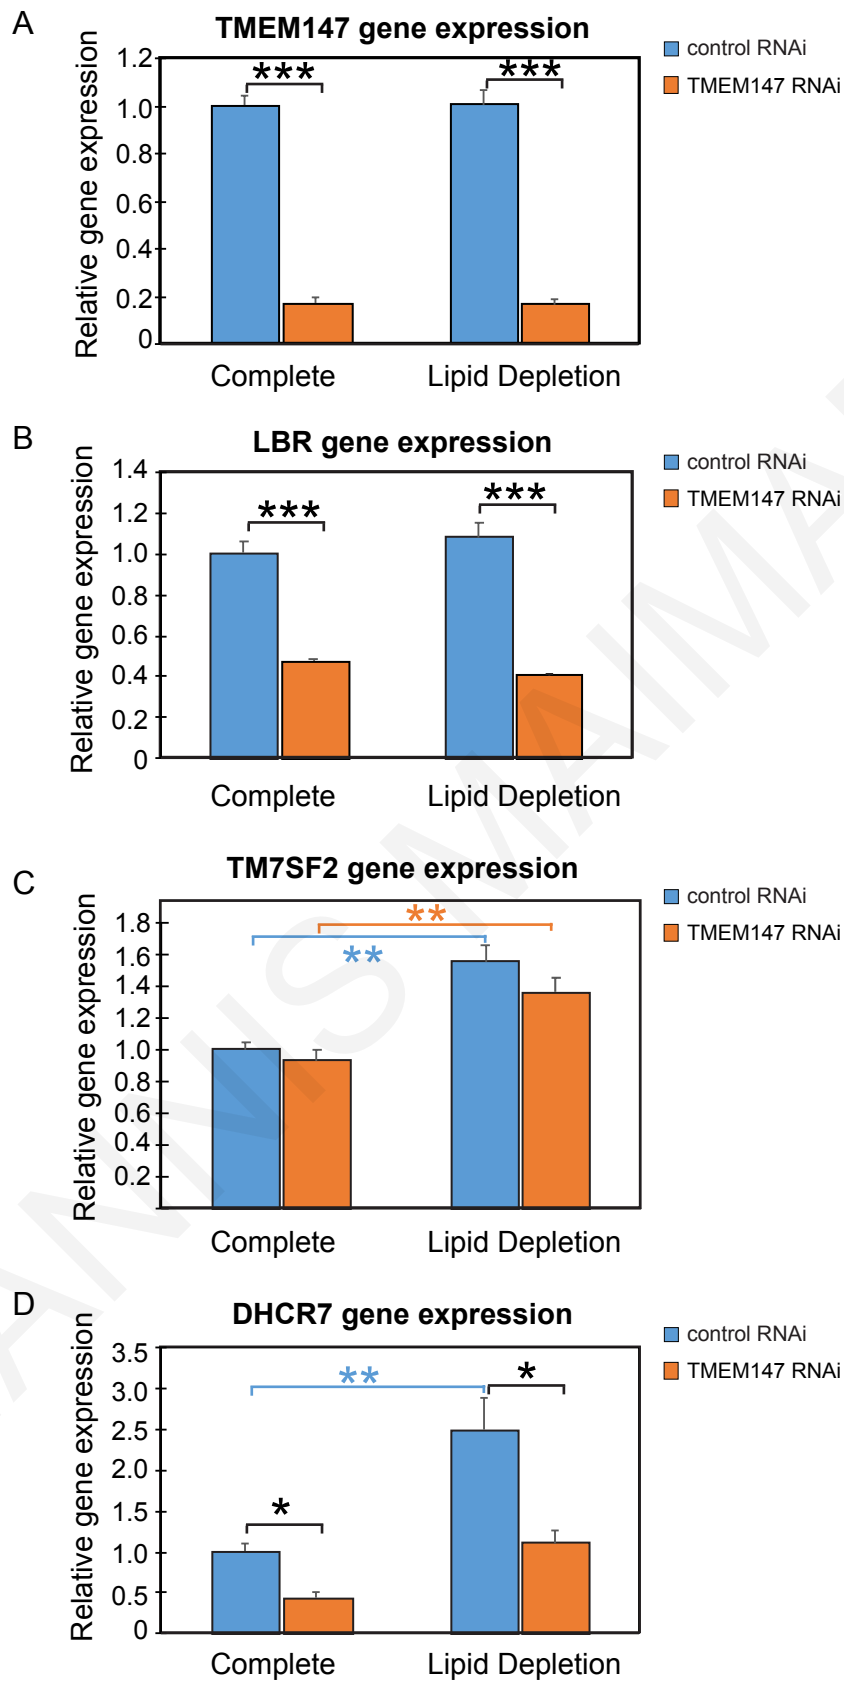 A
TMEM147 gene expression
control RNAi
TMEM147 RNAi
Relative gene expression
1.2
1.0
0.8
0.6
0.4
0.2
0
***
***
Complete
Lipid Depletion
B
LBR gene expression
control RNAi
TMEM147 RNAi
Relative gene expression
1.4
1.2
1.0
0.8
0.6
0.4
0.2
0
***
***
Complete
Lipid Depletion
C
TM7SF2 gene expression
control RNAi
TMEM147 RNAi
Relative gene expression
1.8
1.6
1.4
1.2
1.0
0.8
0.6
0.4
0.2
**
**
Complete
Lipid Depletion
D
DHCR7 gene expression
control RNAi
TMEM147 RNAi
Relative gene expression
3.5
3.0
2.5
2.0
1.5
1.0
0.5
0
**
*
*
Complete
Lipid Depletion